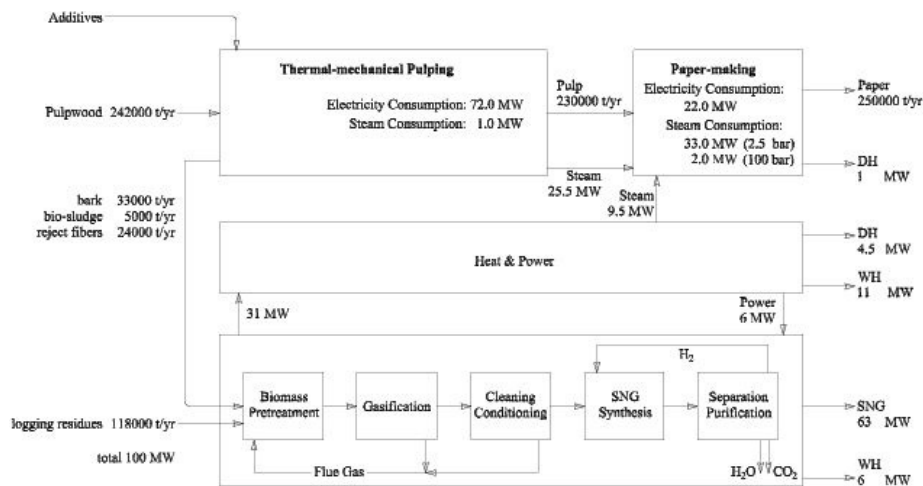 Additives
Thermal-mechanical Pulping
Electricity Consumption: 72.0 MW
Steam Consumption: 1.0 MW
Pulpwood 242000 t/yr
Pulp
230000 t/yr
Paper-making
Electricity Consumption:
22.0 MW
Steam Consumption:
33.0 MW (2.5 bar)
2.0 MW (100 bar)
Paper
250000 t/yr
DH
1 MW
Steam
25.5 MW
Steam
9.5 MW
bark 33000 t/yr
bio-sludge 5000 t/yr
reject fibers 24000 t/yr
Heat & Power
DH
4.5 MW
WH
11 MW
31 MW
Power
6 MW
H2
Biomass
Pretreatment
Gasification
Cleaning
Conditioning
SNG
Synthesis
Separation
Purification
SNG
63 MW
logging residues 118000 t/yr
total 100 MW
Flue Gas
H2O
CO2
WH
6 MW